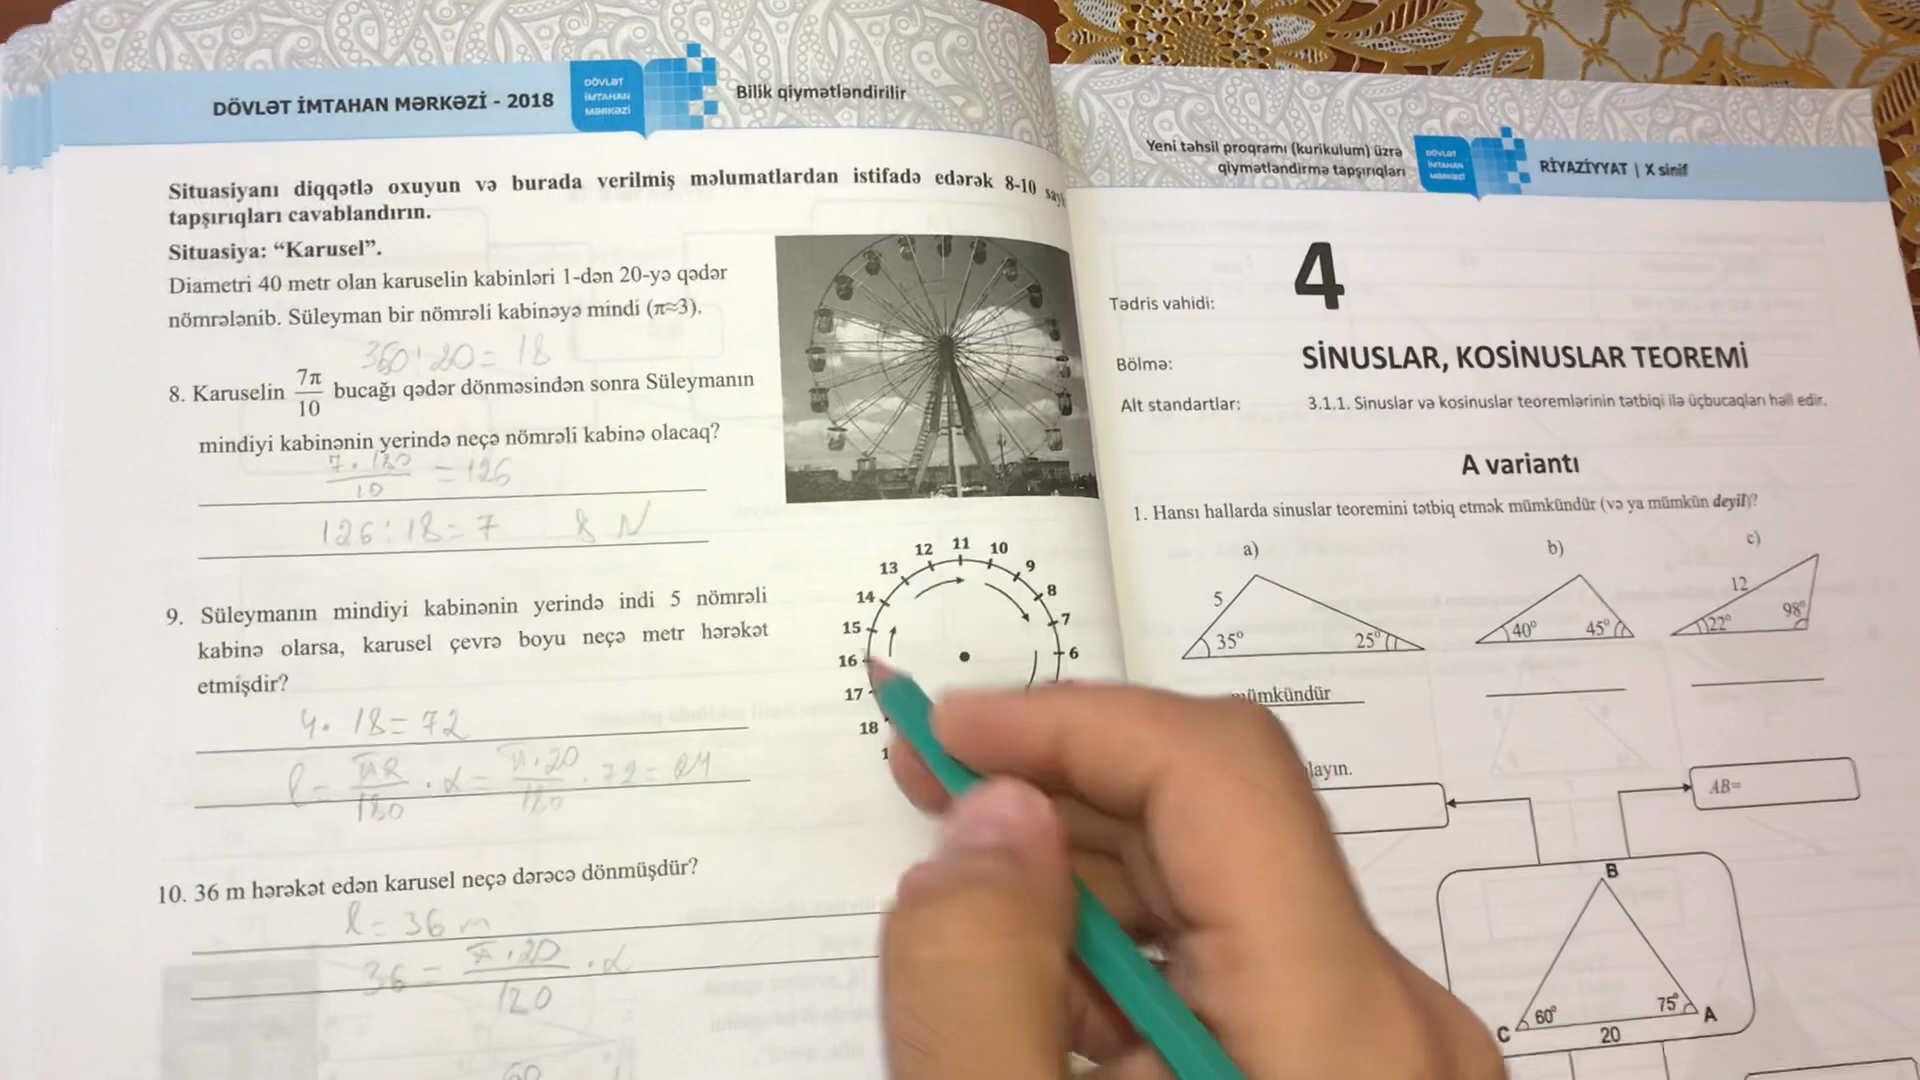 DÖVLƏT İMTAHAN MƏRKƏZİ - 2018
DÖVLƏT
İMTAHAN
MƏRKƏZİ
Bilik qiymətləndirilir
Situasiyanı diqqətlə oxuyun və burada verilmiş məlumatlardan istifadə edərək 8-10
tapşırıqları cavablandırın.
Situasiya: “Karusel”.
Diametri 40 metr olan karuselin kabinləri 1-dən 20-yə qədər
nömrələnib. Süleyman bir nömrəli kabinəyə mindi (π≈3).
360:20 = 18
8. Karuselin 7π/10 bucağı qədər dönməsindən sonra Süleymanın
mindiyi kabinənin yerində neçə nömrəli kabinə olacaq?
7·180/10 = 126
126:18=7 8 N
9. Süleymanın mindiyi kabinənin yerində indi 5 nömrəli
kabinə olarsa, karusel çevrə boyu neçə metr hərəkət
etmişdir?
4·18=72
l = πR/180 · α = π·20/180 · 72 = 24
10. 36 m hərəkət edən karusel neçə dərəcə dönmüşdür?
l = 36 m
36 = π·20/180 · α
60
12
11
10
13
9
14
8
15
7
16
6
17
18
1
Yeni təhsil proqramı (kurikulum) üzrə
qiymətləndirmə tapşırıqları
DÖVLƏT
İMTAHAN
MƏRKƏZİ
RİYAZİYYAT | X sinif
Tədris vahidi:
4
Bölmə:
SİNUSLAR, KOSİNUSLAR TEOREMİ
Alt standartlar:
3.1.1. Sinuslar və kosinuslar teoremlərinin tətbiqi ilə üçbucaqları həll edir.
A variantı
1. Hansı hallarda sinuslar teoremini tətbiq etmək mümkündür (və ya mümkün deyil)?
a)
b)
c)
5
35°
25°
40°
45°
12
22°
98°
mümkündür
layın.
AB=
B
60°
75°
C
A
20